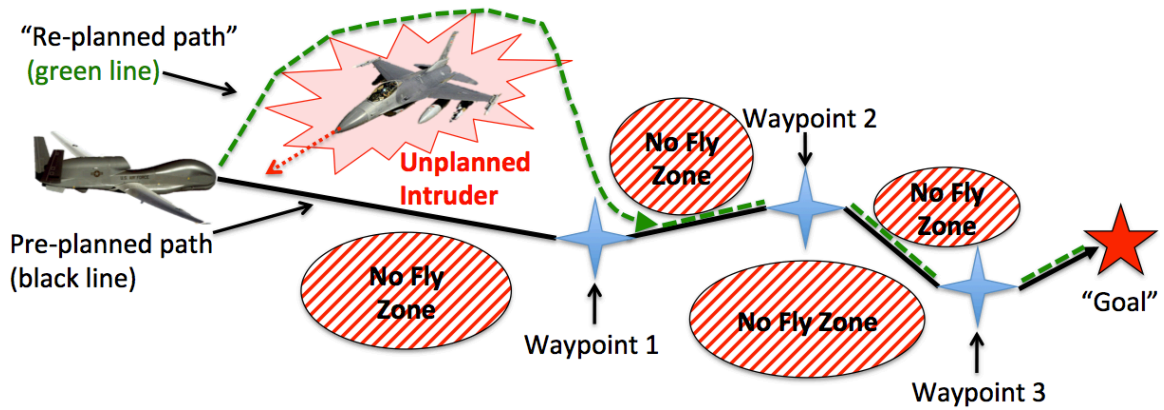 “Re-planned path”
(green line)
Unplanned
Intruder
Pre-planned path
(black line)
No Fly
Zone
Waypoint 1
No Fly
Zone
Waypoint 2
No Fly Zone
No Fly
Zone
Waypoint 3
“Goal”